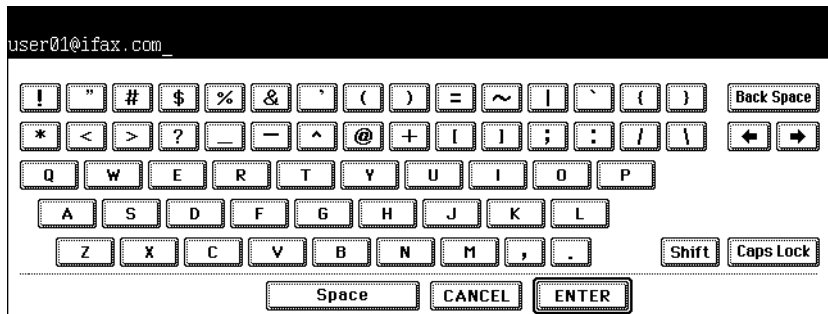 user01@ifax.com_
! " # $ % & ' ( ) = ~ | ` { } Back Space
* < > ? _ - ^ @ + [ ] ; : / \ ← →
Q W E R T Y U I O P
A S D F G H J K L
Z X C V B N M , . Shift Caps Lock
Space CANCEL ENTER